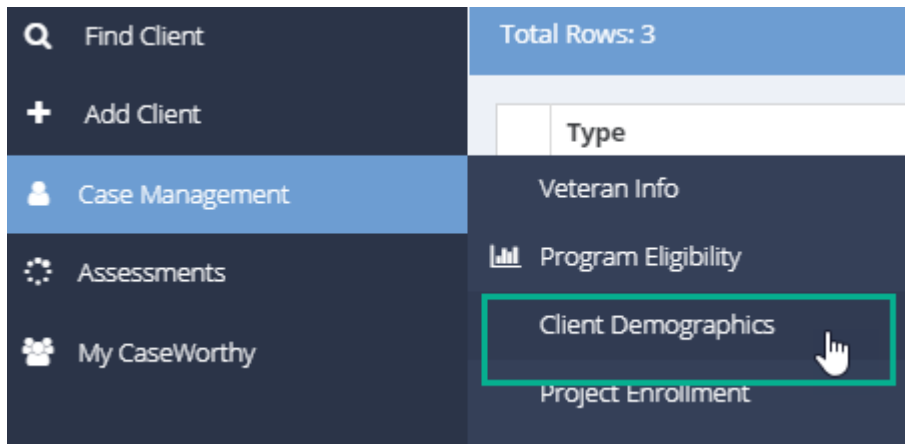 Find Client
Add Client
Case Management
Assessments
My CaseWorthy
Total Rows: 3
Type
Veteran Info
Program Eligibility
Client Demographics
Project Enrollment